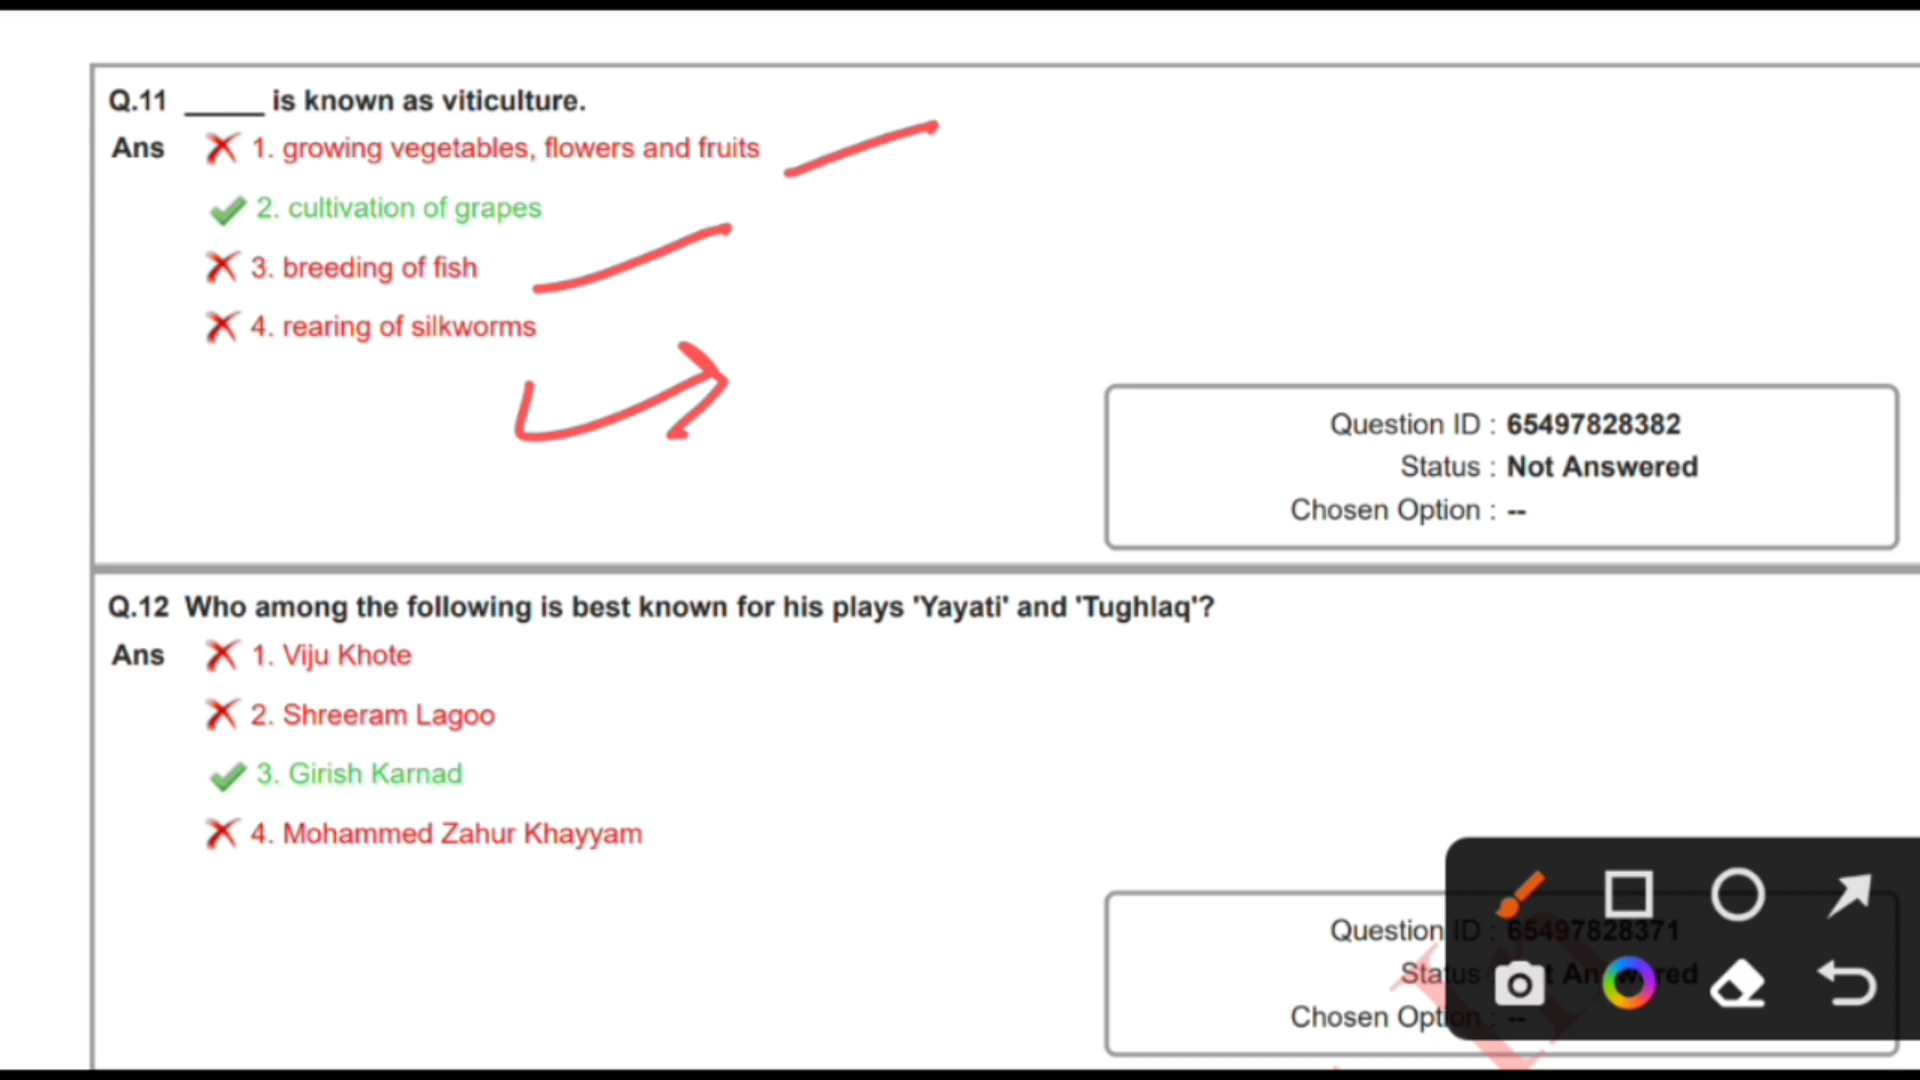 Q.11 _____ is known as viticulture.
Ans 1. growing vegetables, flowers and fruits
2. cultivation of grapes
3. breeding of fish
4. rearing of silkworms
Question ID : 65497828382
Status : Not Answered
Chosen Option : --
Q.12 Who among the following is best known for his plays 'Yayati' and 'Tughlaq'?
Ans 1. Viju Khote
2. Shreeram Lagoo
3. Girish Karnad
4. Mohammed Zahur Khayyam
Question ID : 65497828371
Status
Chosen Option : --